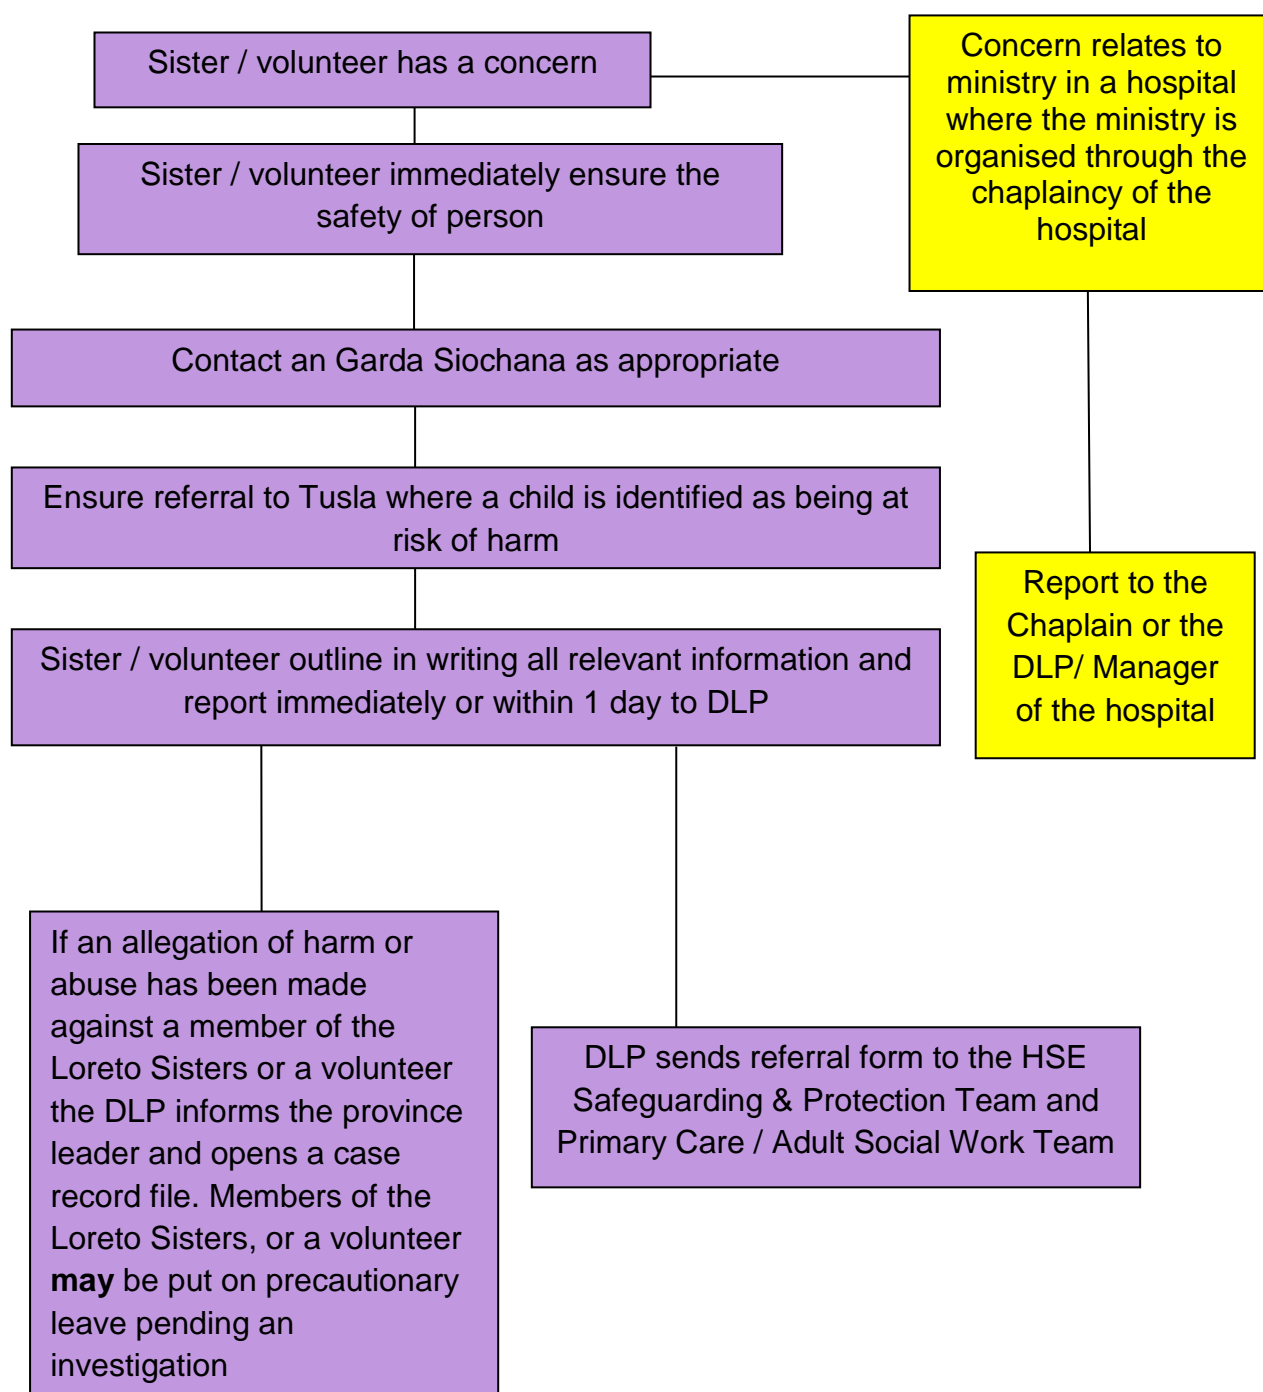 Sister / volunteer has a concern
Concern relates to
ministry in a hospital
where the ministry is
organised through the
chaplaincy of the
hospital
Sister / volunteer immediately ensure the
safety of person
Contact an Garda Siochana as appropriate
Ensure referral to Tusla where a child is identified as being at
risk of harm
Report to the
Chaplain or the
DLP/ Manager
of the hospital
Sister / volunteer outline in writing all relevant information and
report immediately or within 1 day to DLP
If an allegation of harm or
abuse has been made
against a member of the
Loreto Sisters or a volunteer
the DLP informs the province
leader and opens a case
record file. Members of the
Loreto Sisters, or a volunteer
may be put on precautionary
leave pending an
investigation
DLP sends referral form to the HSE
Safeguarding & Protection Team and
Primary Care / Adult Social Work Team